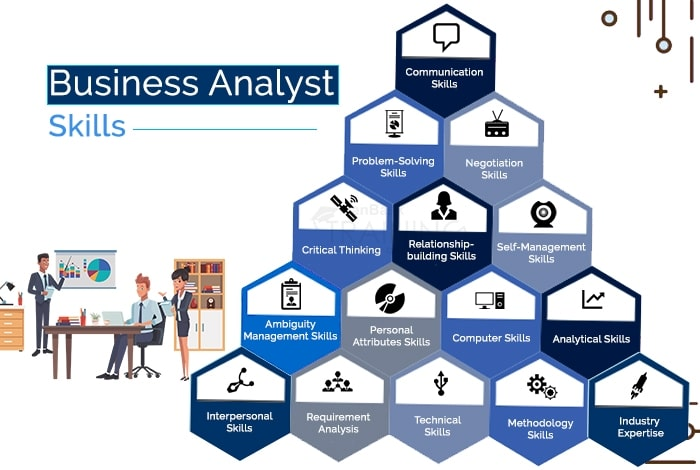 Business Analyst
Skills
Communication
Skills
Problem-Solving
Skills
Negotiation
Skills
Critical Thinking
Relationship-
building Skills
Self-Management
Skills
Ambiguity
Management Skills
Personal
Attributes Skills
Computer Skills
Analytical Skills
Interpersonal
Skills
Requirement
Analysis
Technical
Skills
Methodology
Skills
Industry
Expertise